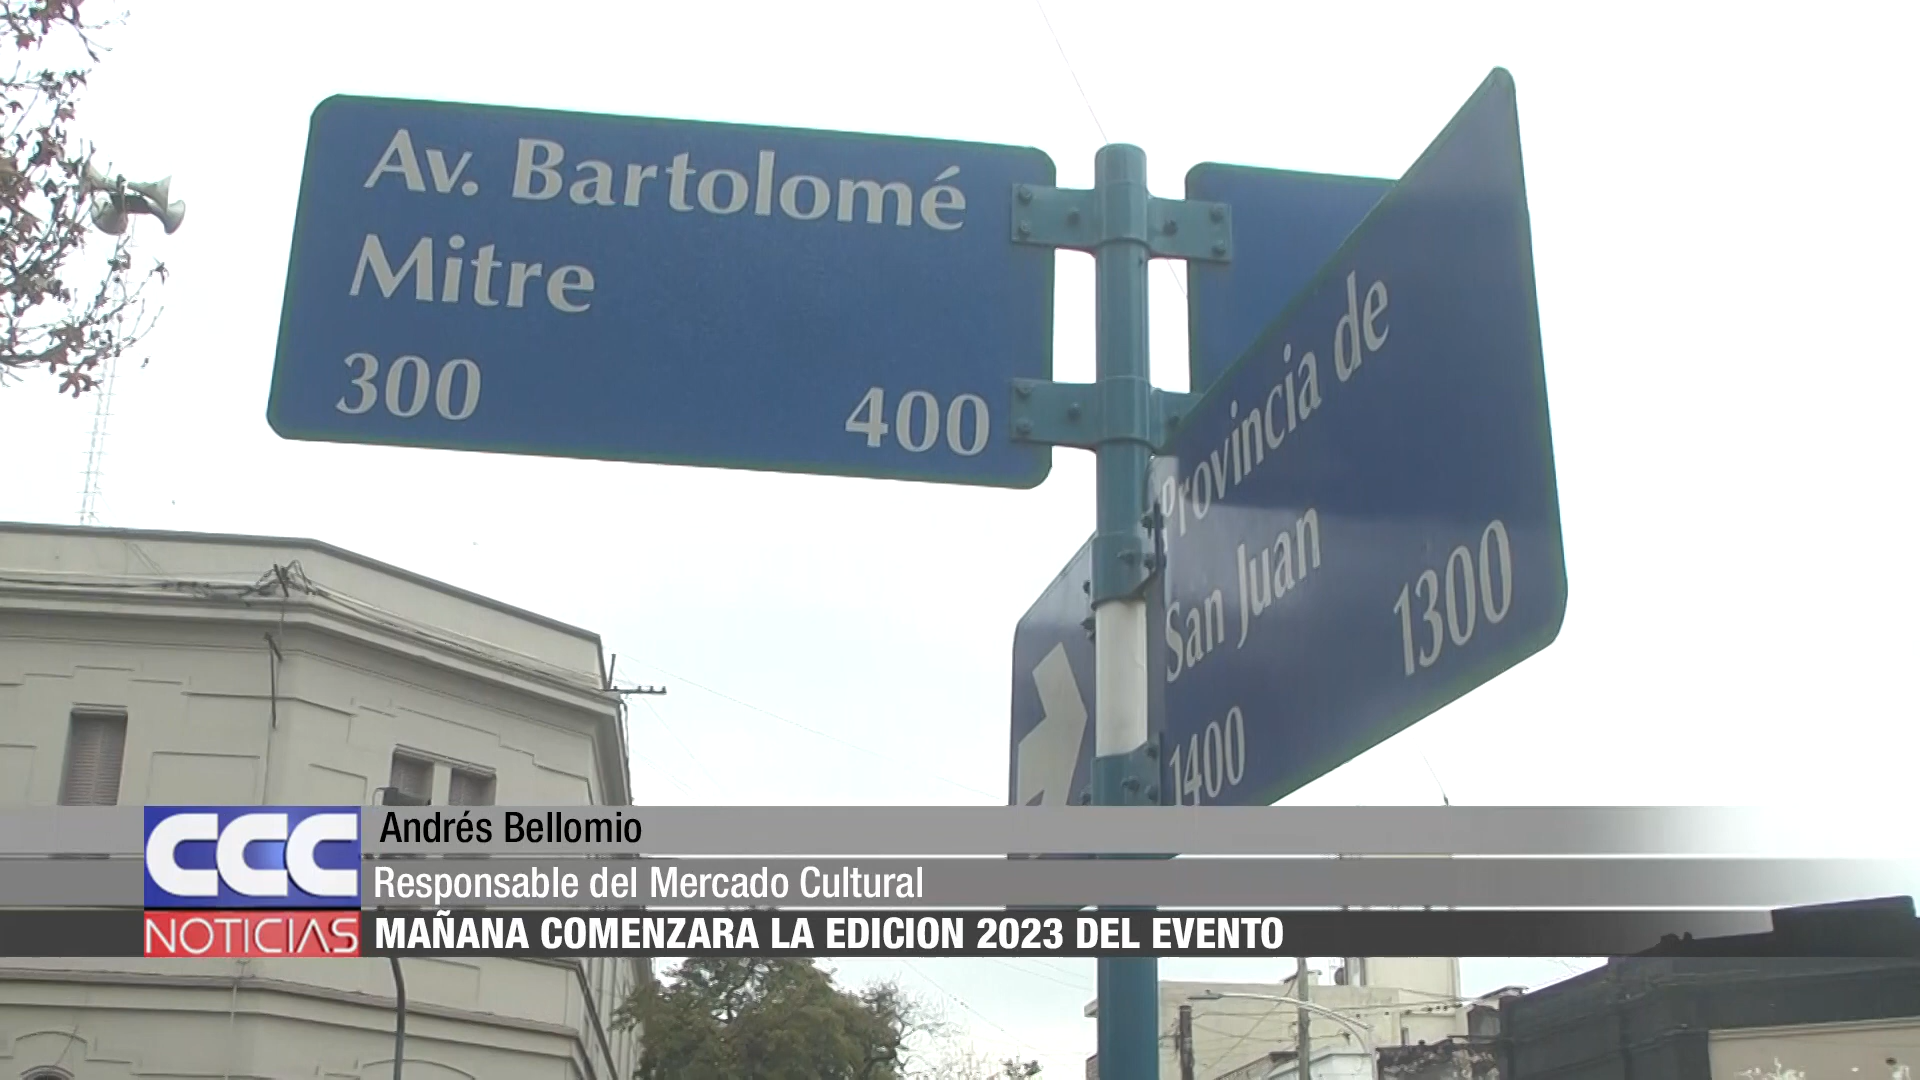 Av. Bartolomé
Mitre
300 400
Provincia de
San Juan
1400 1300
CCC
NOTICIAS
Andrés Bellomio
Responsable del Mercado Cultural
MAÑANA COMENZARA LA EDICION 2023 DEL EVENTO